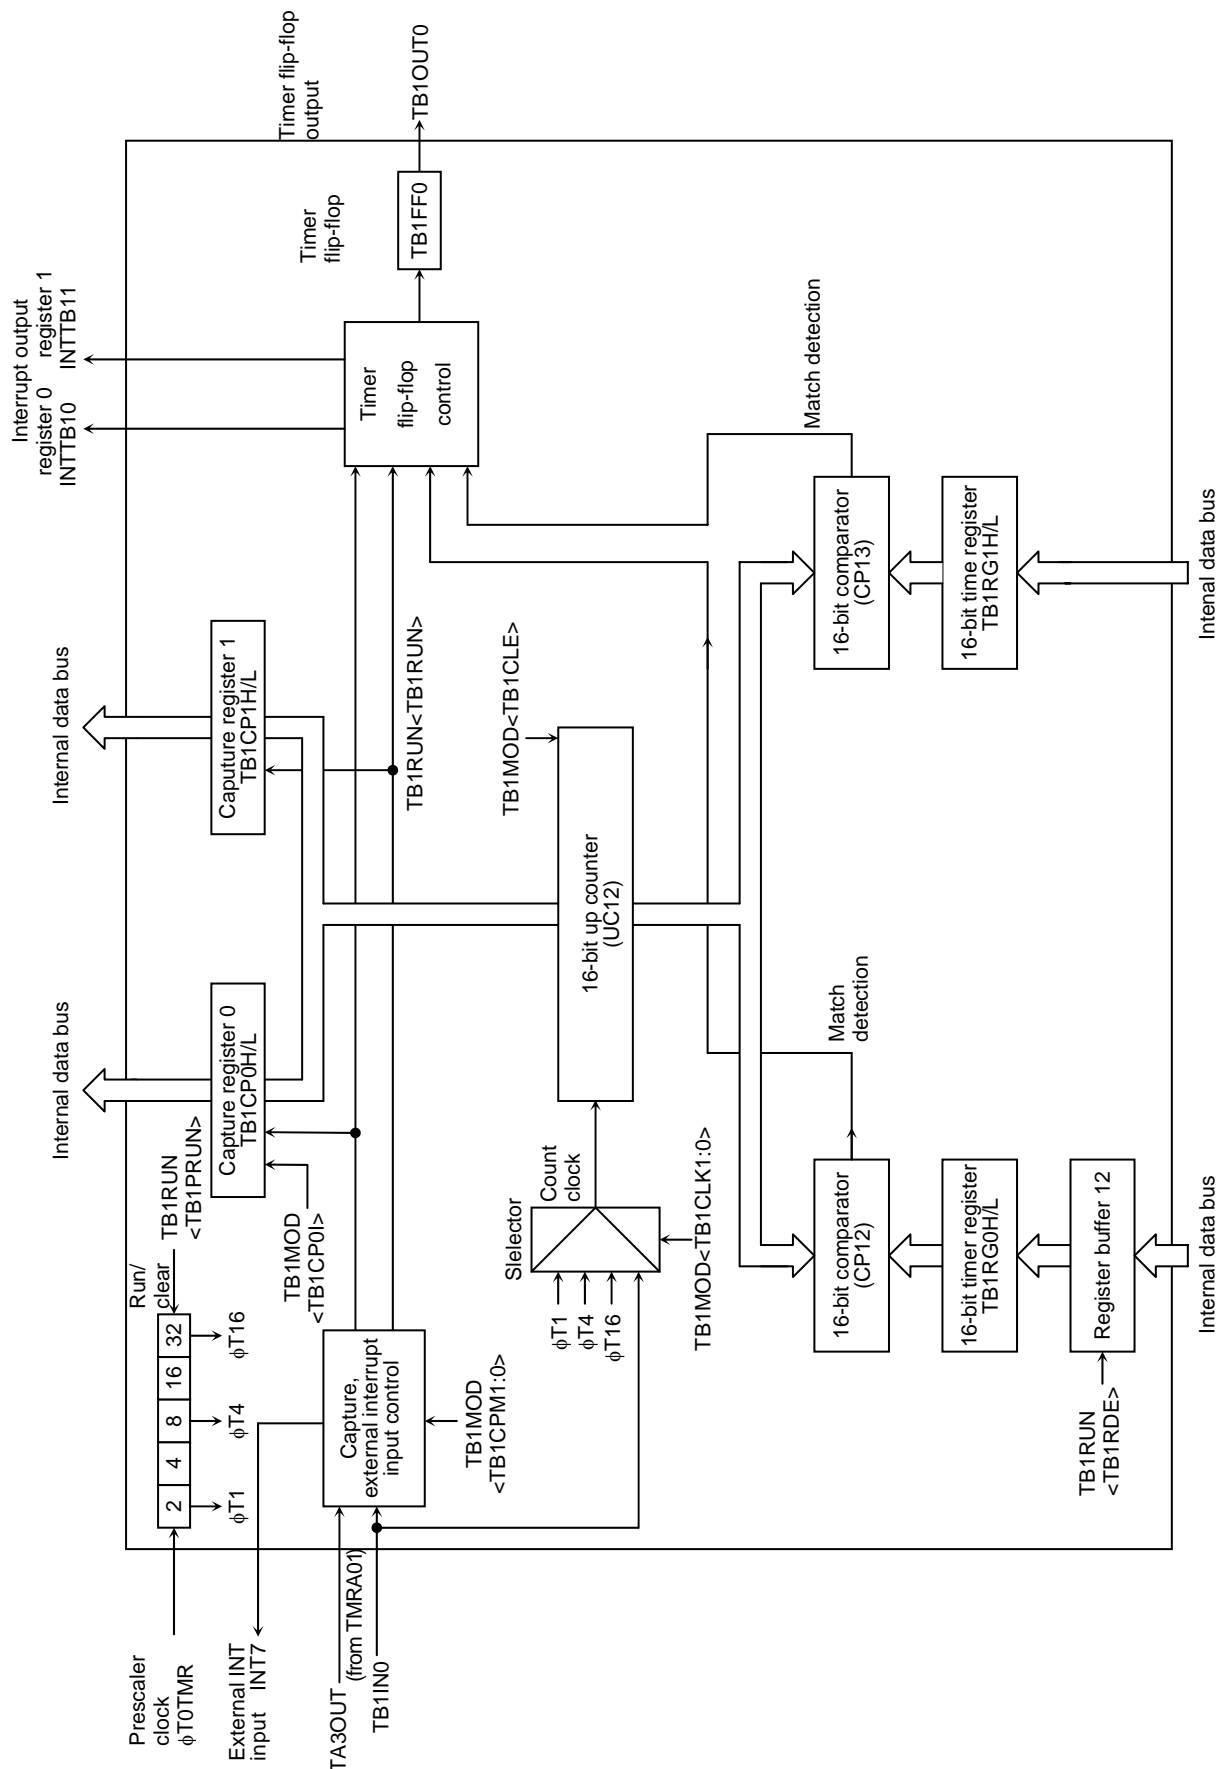 Prescaler
clock
φT0TMR
2
4
8
16
32
φT1
φT4
φT16
Run/
clear
TB1RUN
<TB1PRUN>
External INT
input INT7
TA3OUT
(from TMRA01)
TB1IN0
Capture,
external interrupt
input control
TB1MOD
<TB1CPM1:0>
TB1MOD
<TB1CP0I>
Internal data bus
Capture register 0
TB1CP0H/L
Internal data bus
Caputure register 1
TB1CP1H/L
TB1RUN<TB1RUN>
Interrupt output
register 0
INTTB10
register 1
INTTB11
Timer
flip-flop
control
Timer
flip-flop
TB1FF0
Timer flip-flop
output
TB1OUT0
Slelector
φT1
φT4
φT16
Count
clock
TB1MOD<TB1CLK1:0>
16-bit up counter
(UC12)
TB1MOD<TB1CLE>
Match
detection
Match detection
16-bit comparator
(CP12)
16-bit comparator
(CP13)
16-bit timer register
TB1RG0H/L
16-bit time register
TB1RG1H/L
TB1RUN
<TB1RDE>
Register buffer 12
Internal data bus
Intenal data bus